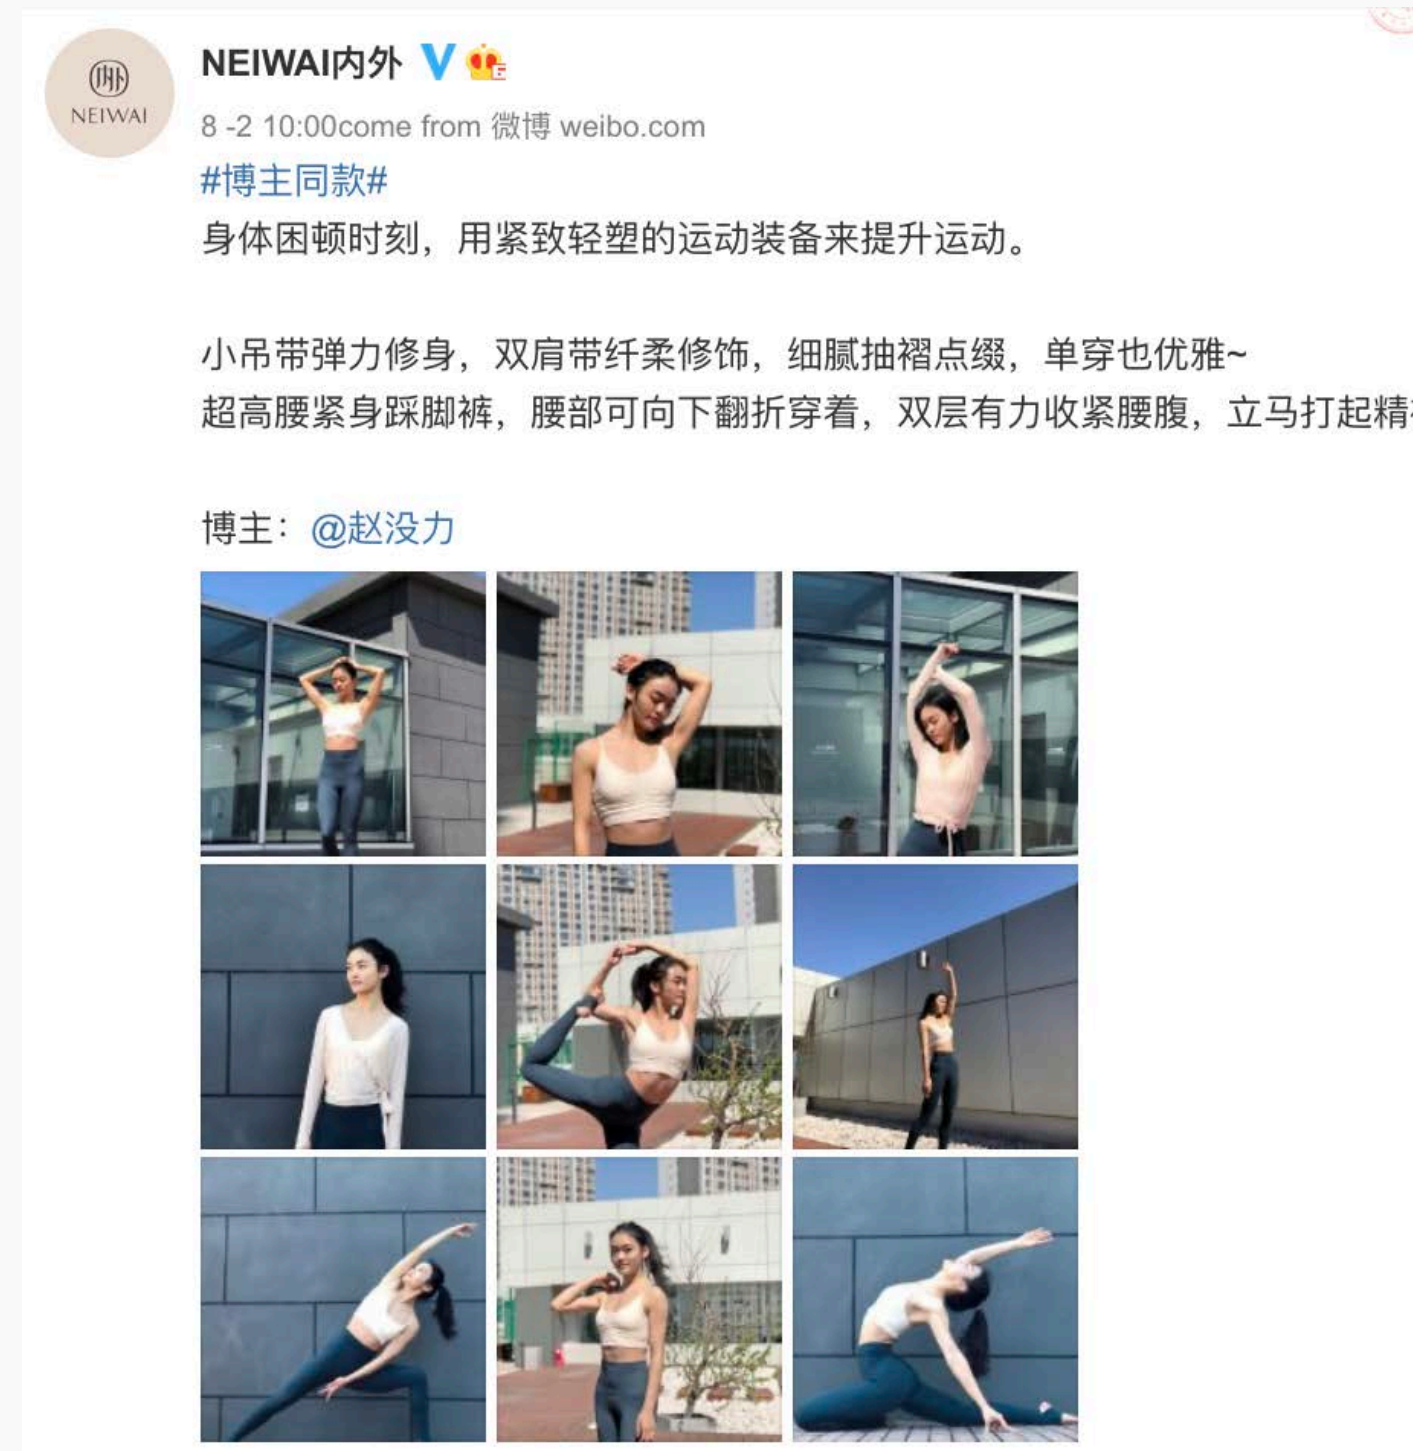 内外
NEIWAI
NEIWAI内外
8 -2 10:00come from 微博 weibo.com
#博主同款#
身体困顿时刻，用紧致轻塑的运动装备来提升运动。
小吊带弹力修身，双肩带纤柔修饰，细腻抽褶点缀，单穿也优雅~
超高腰紧身踩脚裤，腰部可向下翻折穿着，双层有力收紧腰腹，立马打起精
博主：@赵没力